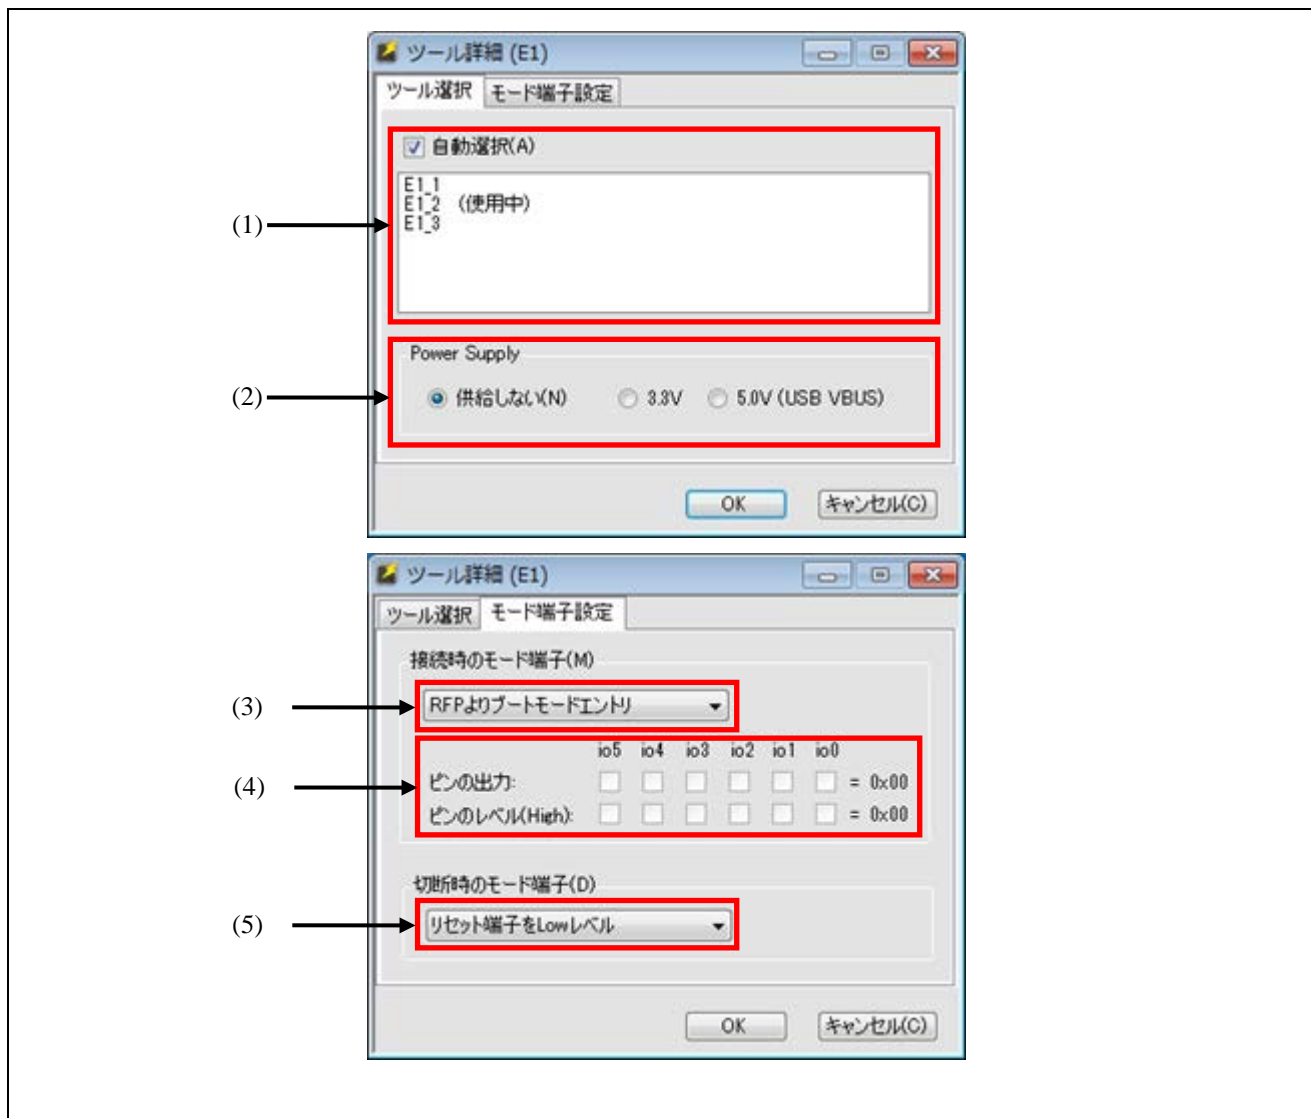 ツール詳細 (E1)
ツール選択 モード端子設定
自動選択(A)
E1_1
E1_2 (使用中)
(1)
E1_3
Power Supply
(2)
供給しない(N) 3.3V 5.0V (USB VBUS)
OK キャンセル(C)
ツール詳細 (E1)
ツール選択 モード端子設定
接続時のモード端子(M)
(3)
RFPよりブートモードエントリ
io5 io4 io3 io2 io1 io0
(4)
ピンの出力: = 0x00
ピンのレベル(High): = 0x00
切断時のモード端子(D)
(5)
リセット端子をLowレベル
OK キャンセル(C)